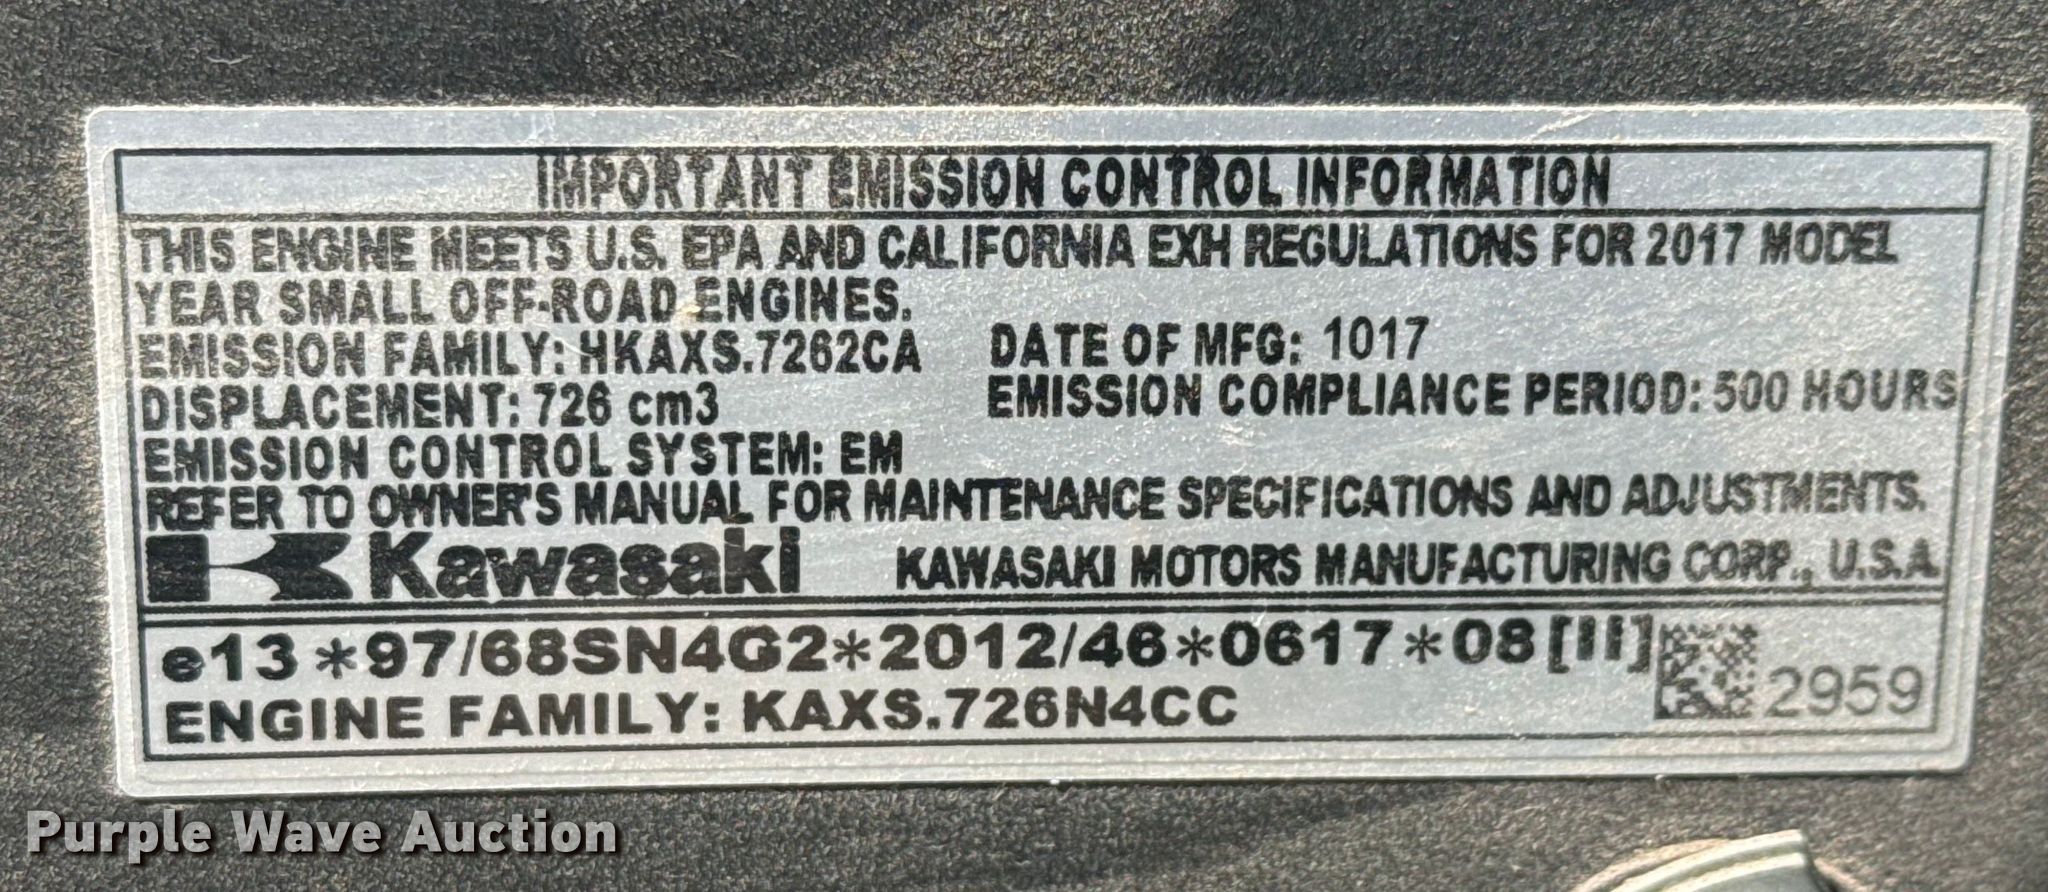 IMPORTANT EMISSION CONTROL INFORMATION
THIS ENGINE MEETS U.S. EPA AND CALIFORNIA EXH REGULATIONS FOR 2017 MODEL
YEAR SMALL OFF-ROAD ENGINES.
EMISSION FAMILY: HKAXS.7262CA DATE OF MFG: 1017
DISPLACEMENT: 726 cm3 EMISSION COMPLIANCE PERIOD: 500 HOURS
EMISSION CONTROL SYSTEM: EM
REFER TO OWNER'S MANUAL FOR MAINTENANCE SPECIFICATIONS AND ADJUSTMENTS.
Kawasaki KAWASAKI MOTORS MANUFACTURING CORP., U.S.A.
e13*97/68SN4G2*2012/46*0617*08[II]
2959
ENGINE FAMILY: KAXS.726N4CC
Purple Wave Auction